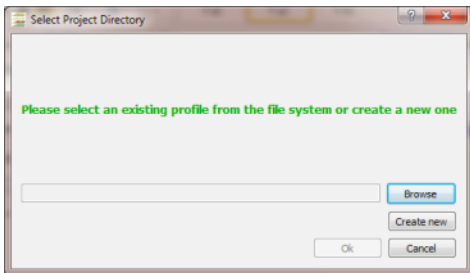 Select Project Directory
Please select an existing profile from the file system or create a new one
Browse
Create new
Ok
Cancel